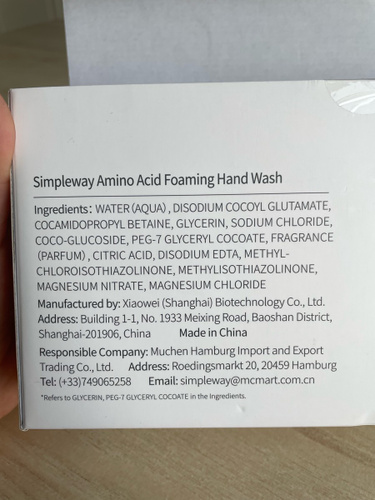 Simpleway Amino Acid Foaming Hand Wash
Ingredients: WATER (AQUA), DISODIUM COCOYL GLUTAMATE,
COCAMIDOPROPYL BETAINE, GLYCERIN, SODIUM CHLORIDE,
COCO-GLUCOSIDE, PEG-7 GLYCERYL COCOATE, FRAGRANCE
(PARFUM), CITRIC ACID, DISODIUM EDTA, METHYL-
CHLOROISOTHIAZOLINONE, METHYLISOTHIAZOLINONE,
MAGNESIUM NITRATE, MAGNESIUM CHLORIDE
Manufactured by: Xiaowei (Shanghai) Biotechnology Co., Ltd.
Address: Building 1-1, No. 1933 Meixing Road, Baoshan District,
Shanghai-201906, China Made in China
Responsible Company: Muchen Hamburg Import and Export
Trading Co., Ltd. Address: Roedingsmarkt 20, 20459 Hamburg
Tel: (+33)749065258 Email: simpleway@mcmart.com.cn
*Refers to GLYCERIN, PEG-7 GLYCERYL COCOATE in the Ingredients.